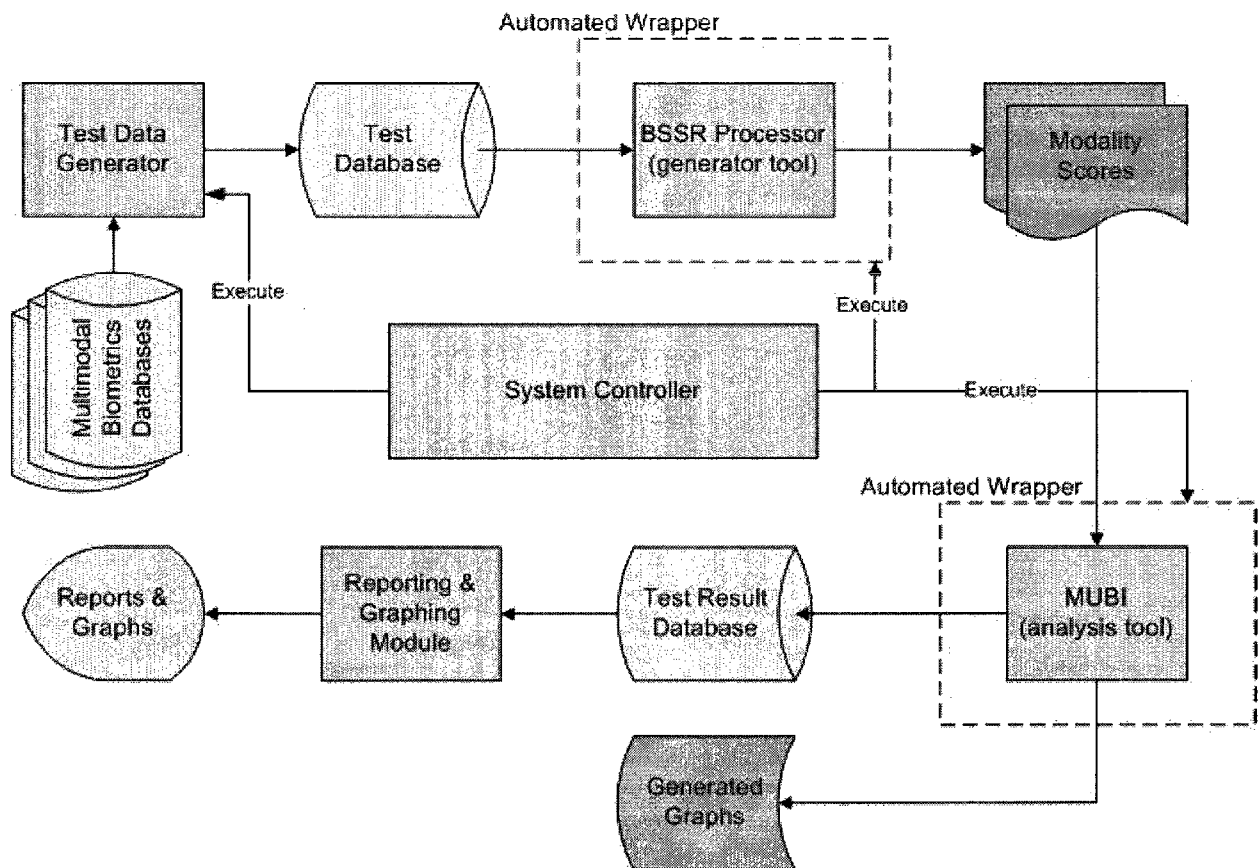 Automated Wrapper
Test Data
Generator
Test
Database
BSSR Processor
(generator tool)
Modality
Scores
Multimodal
Biometrics
Databases
Execute
Execute
System Controller
Execute
Automated Wrapper
Reports &
Graphs
Reporting &
Graphing
Module
Test Result
Database
MUBI
(analysis tool)
Generated
Graphs